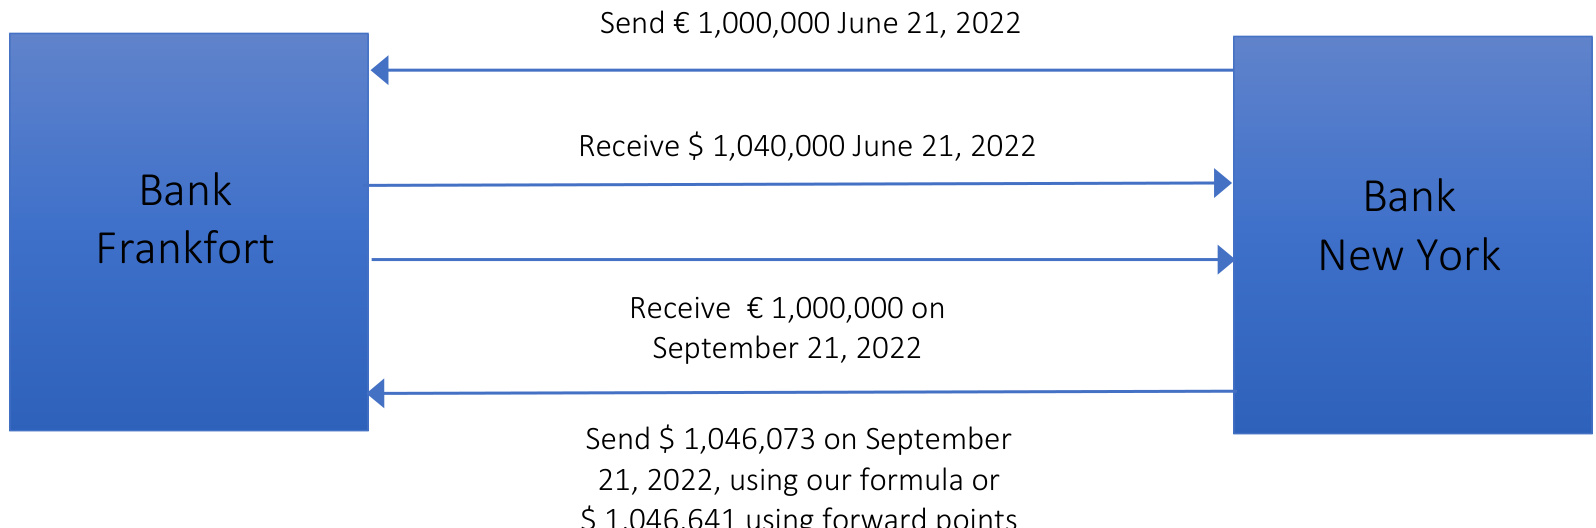 Send € 1,000,000 June 21, 2022
Receive $ 1,040,000 June 21, 2022
Bank
Frankfort
Bank
New York
Receive € 1,000,000 on
September 21, 2022
Send $ 1,046,073 on September
21, 2022, using our formula or
$ 1,046,641 using forward points